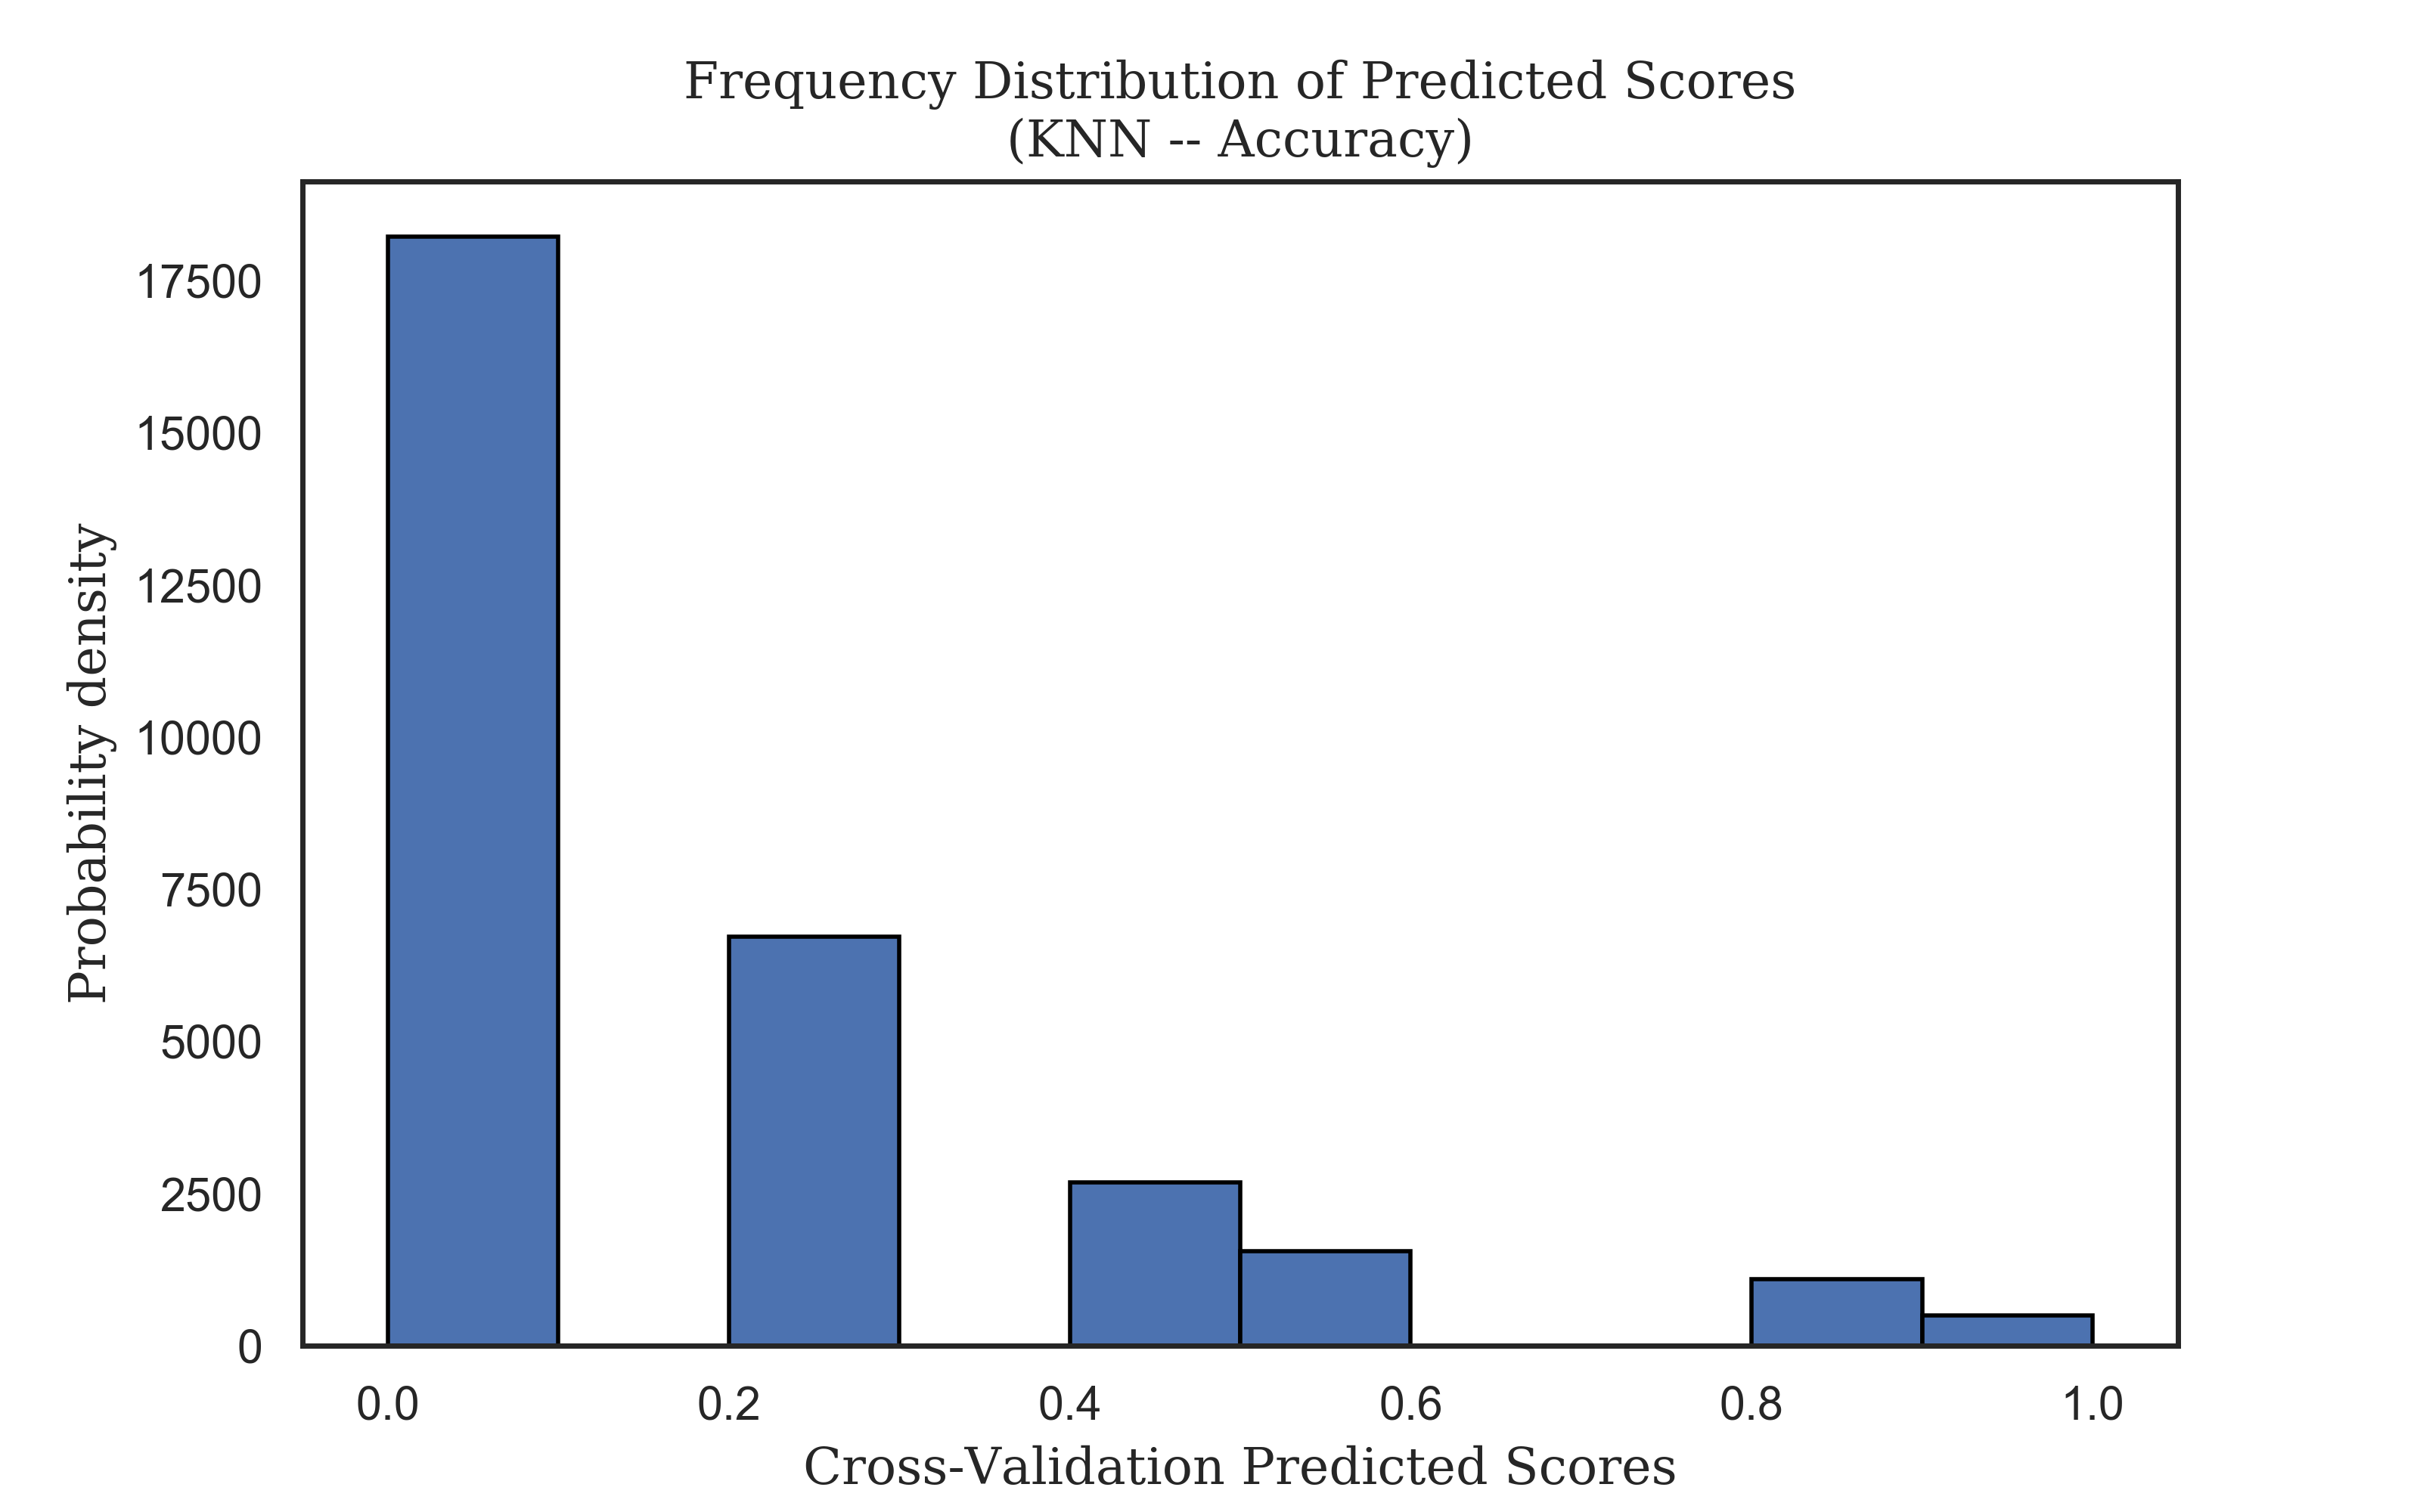 Frequency Distribution of Predicted Scores
(KNN -- Accuracy)
Probability density
17500
15000
12500
10000
7500
5000
2500
0
0.0 0.2 0.4 0.6 0.8 1.0
Cross-Validation Predicted Scores